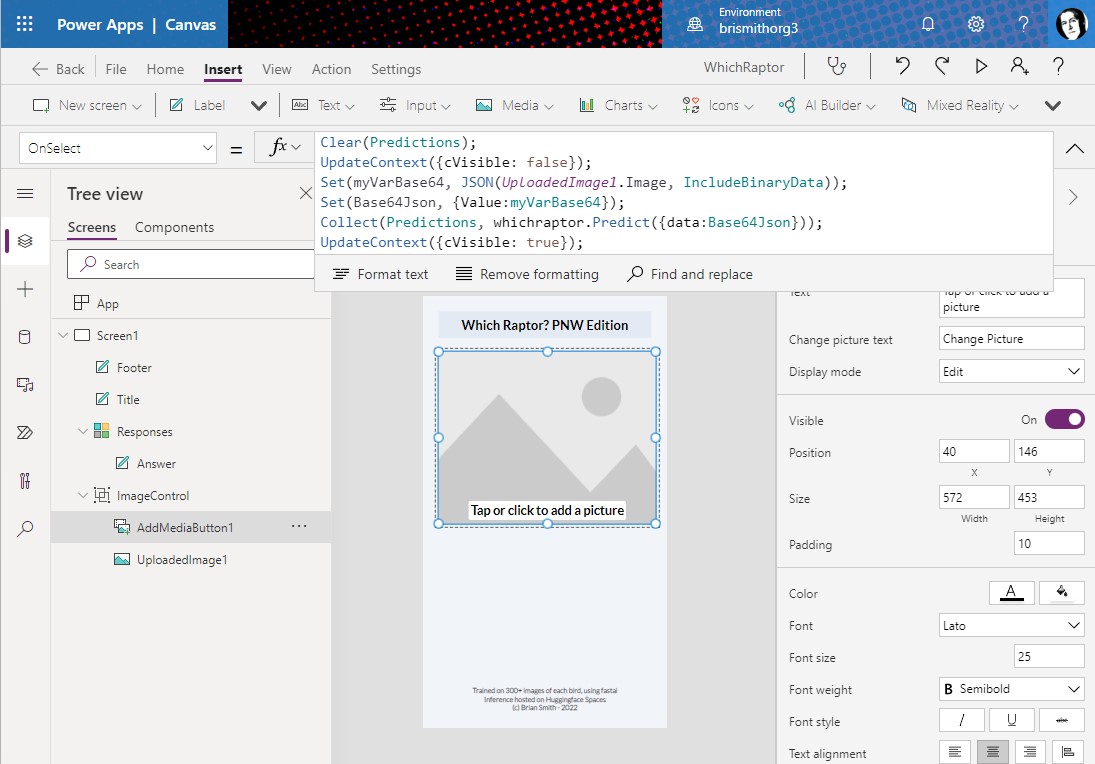 Power Apps | Canvas
Environment
brismithorg3
Back File Home Insert View Action Settings
WhichRaptor
New screen Label Text Input Media Charts Icons AI Builder Mixed Reality
OnSelect
= fx
Clear(Predictions);
UpdateContext({cVisible: false});
Set(myVarBase64, JSON(UploadedImage1.Image, IncludeBinaryData));
Set(Base64Json, {Value:myVarBase64});
Collect(Predictions, whichraptor.Predict({data:Base64Json}));
UpdateContext({cVisible: true});
Format text Remove formatting Find and replace
Tree view
Screens Components
Search
App
Screen1
Footer
Title
Responses
Answer
ImageControl
AddMediaButton1 ···
UploadedImage1
Which Raptor? PNW Edition
Tap or click to add a picture
Trained on 300+ images of each bird, using fastai
Inference hosted on Huggingface Spaces
(c) Brian Smith - 2022
Text
Tap or click to add a
picture
Change picture text Change Picture
Display mode Edit
Visible On
Position 40 146
X Y
Size 572 453
Width Height
Padding 10
Color A
Font Lato
Font size 25
Font weight B Semibold
Font style / U abc
Text alignment